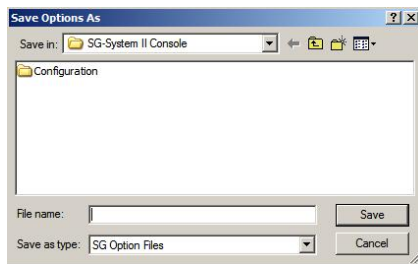 Save Options As
Save in: SG-System II Console
Configuration
File name: Save
Save as type: SG Option Files Cancel